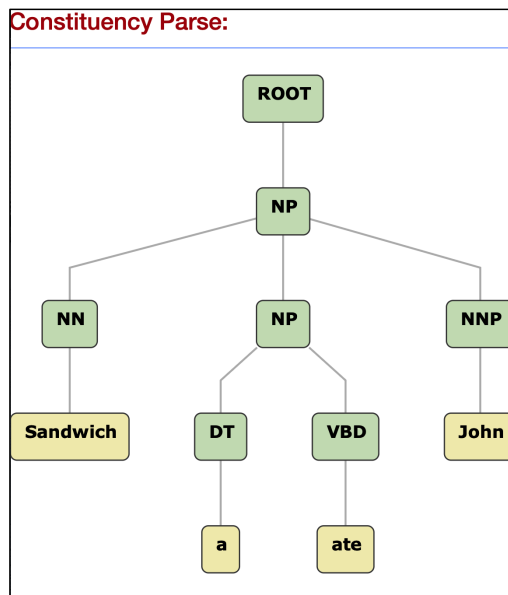 Constituency Parse:
ROOT
NP
NN NP NNP
Sandwich DT VBD John
a ate